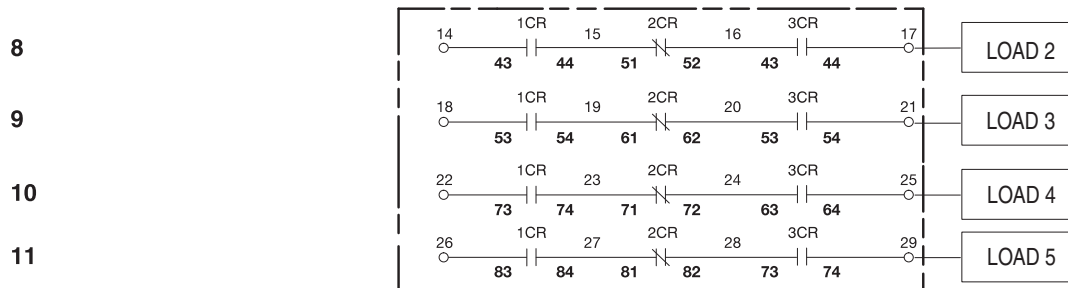 1CR 2CR 3CR
14 15 16 17
8 LOAD 2
43 44 51 52 43 44
1CR 2CR 3CR
18 19 20 21
9 LOAD 3
53 54 61 62 53 54
1CR 2CR 3CR
22 23 24 25
10 LOAD 4
73 74 71 72 63 64
1CR 2CR 3CR
26 27 28 29
11 LOAD 5
83 84 81 82 73 74